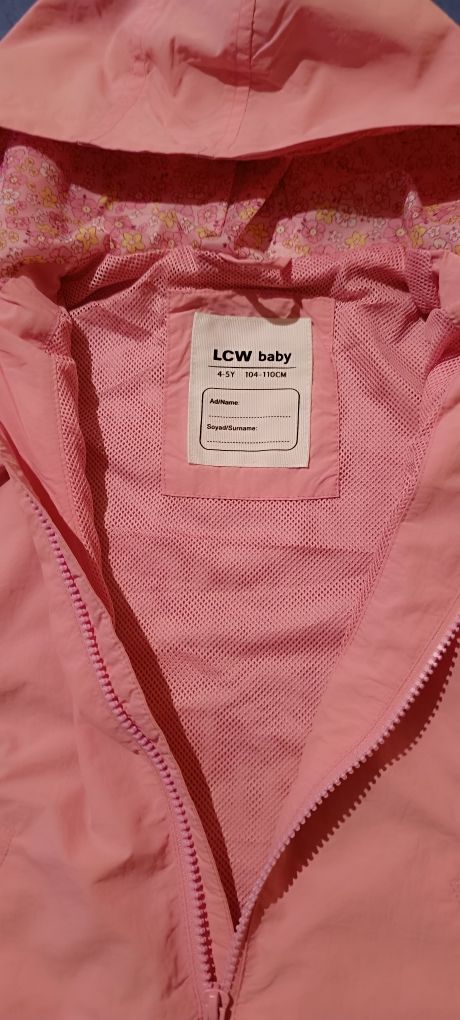 LCW baby
4-5Y 104-110CM
Ad/Name:
Soyad/Surname: